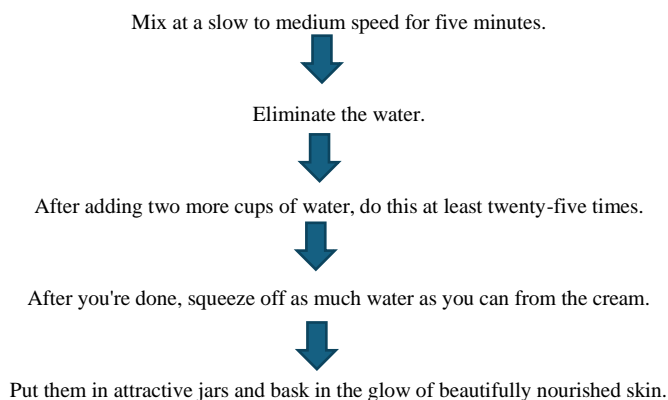 Mix at a slow to medium speed for five minutes.
Eliminate the water.
After adding two more cups of water, do this at least twenty-five times.
After you're done, squeeze off as much water as you can from the cream.
Put them in attractive jars and bask in the glow of beautifully nourished skin.